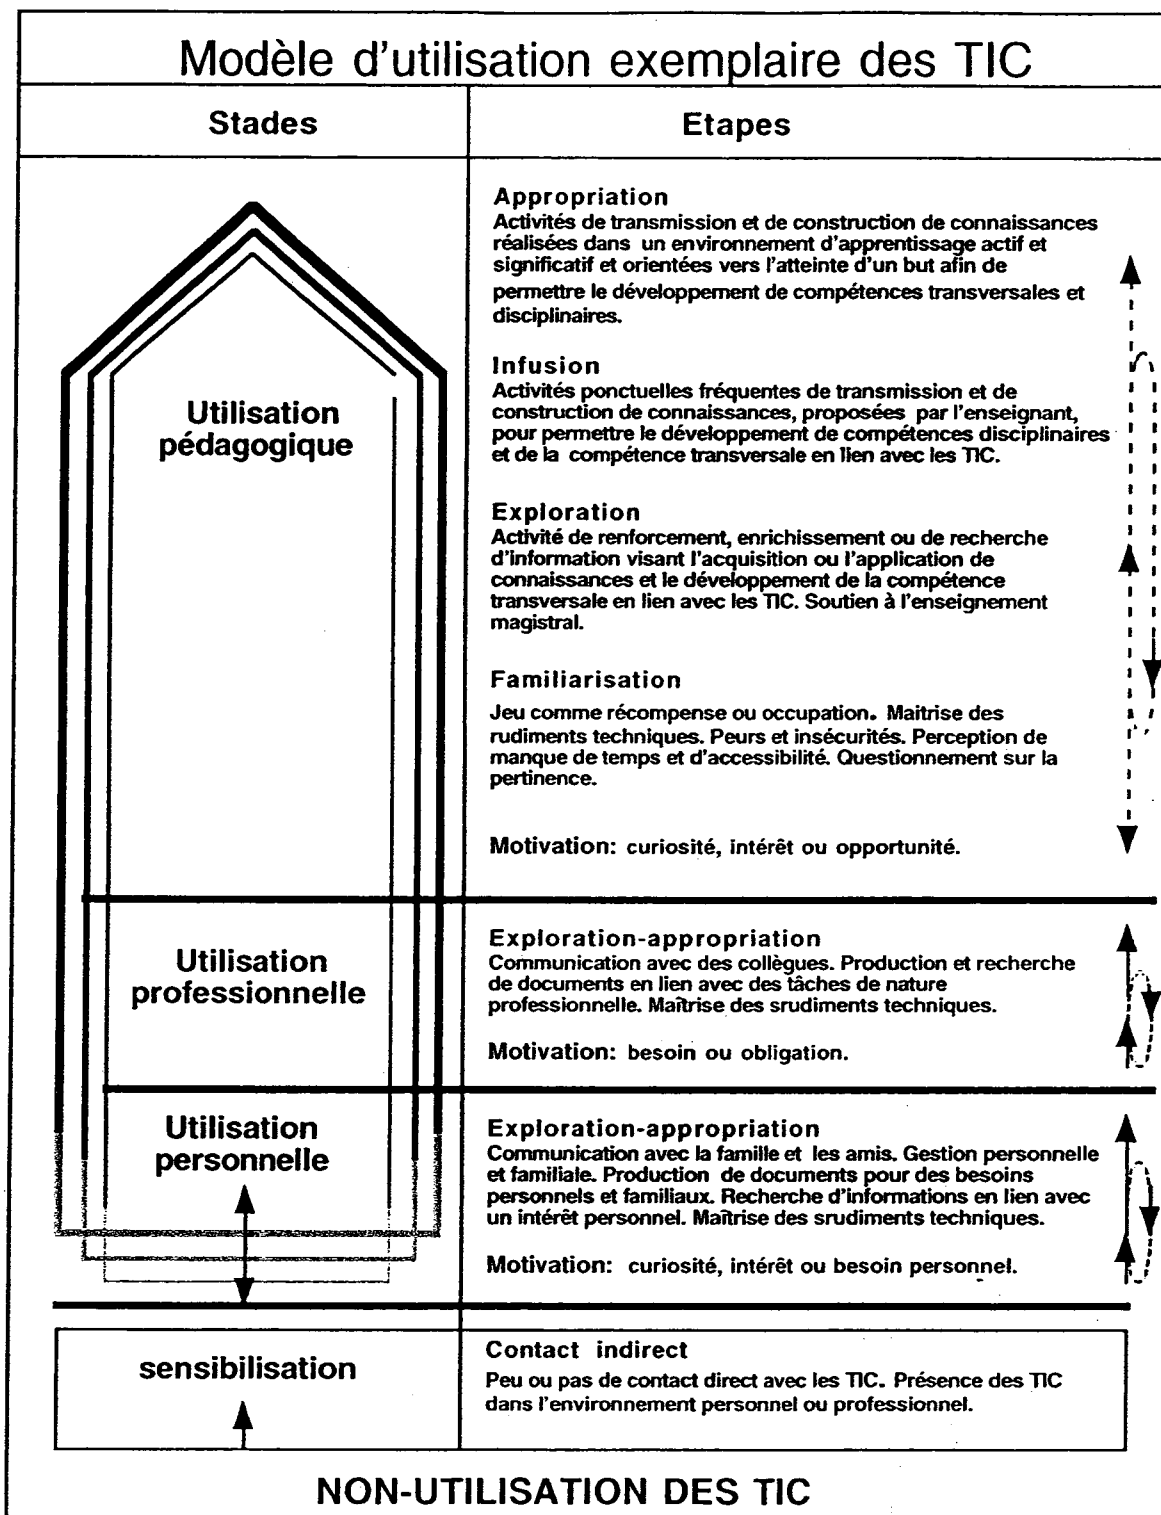 Modèle d'utilisation exemplaire des TIC
Stades
Etapes
Utilisation
pédagogique
Appropriation
Activités de transmission et de construction de connaissances
réalisées dans un environnement d'apprentissage actif et
significatif et orientées vers l'atteinte d'un but afin de
permettre le développement de compétences transversales et
disciplinaires.
Infusion
Activités ponctuelles fréquentes de transmission et de
construction de connaissances, proposées par l'enseignant,
pour permettre le développement de compétences disciplinaires
et de la compétence transversale en lien avec les TIC.
Exploration
Activité de renforcement, enrichissement ou de recherche
d'information visant l'acquisition ou l'application de
connaissances et le développement de la compétence
transversale en lien avec les TIC. Soutien à l'enseignement
magistral.
Familiarisation
Jeu comme récompense ou occupation. Maitrise des
rudiments techniques. Peurs et insécurités. Perception de
manque de temps et d'accessibilité. Questionnement sur la
pertinence.
Motivation: curiosité, intérêt ou opportunité.
Utilisation
professionnelle
Exploration-appropriation
Communication avec des collègues. Production et recherche
de documents en lien avec des tâches de nature
professionnelle. Maîtrise des srudiments techniques.
Motivation: besoin ou obligation.
Utilisation
personnelle
Exploration-appropriation
Communication avec la famille et les amis. Gestion personnelle
et familiale. Production de documents pour des besoins
personnels et familiaux. Recherche d'informations en lien avec
un intérêt personnel. Maîtrise des srudiments techniques.
Motivation: curiosité, intérêt ou besoin personnel.
sensibilisation
Contact indirect
Peu ou pas de contact direct avec les TIC. Présence des TIC
dans l'environnement personnel ou professionnel.
NON-UTILISATION DES TIC